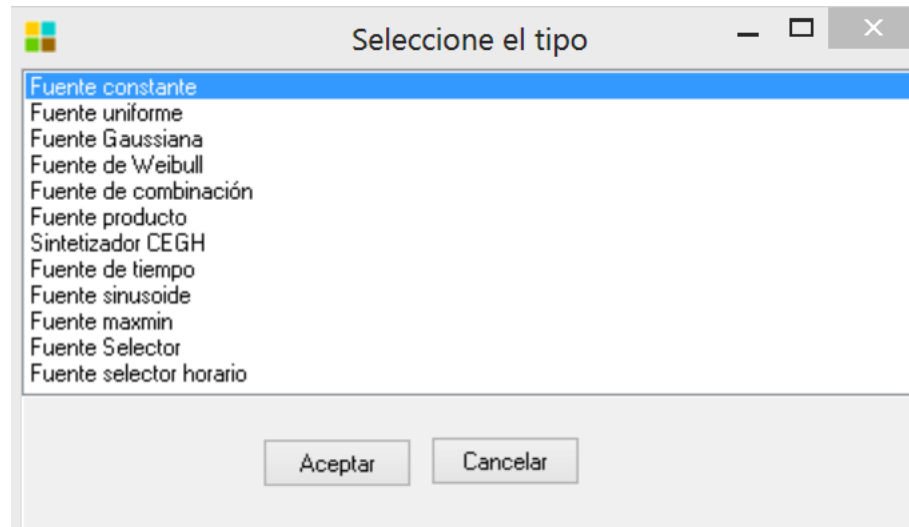 Seleccione el tipo
Fuente constante
Fuente uniforme
Fuente Gaussiana
Fuente de Weibull
Fuente de combinación
Fuente producto
Sintetizador CEGH
Fuente de tiempo
Fuente sinusoide
Fuente maxmin
Fuente Selector
Fuente selector horario
Aceptar Cancelar